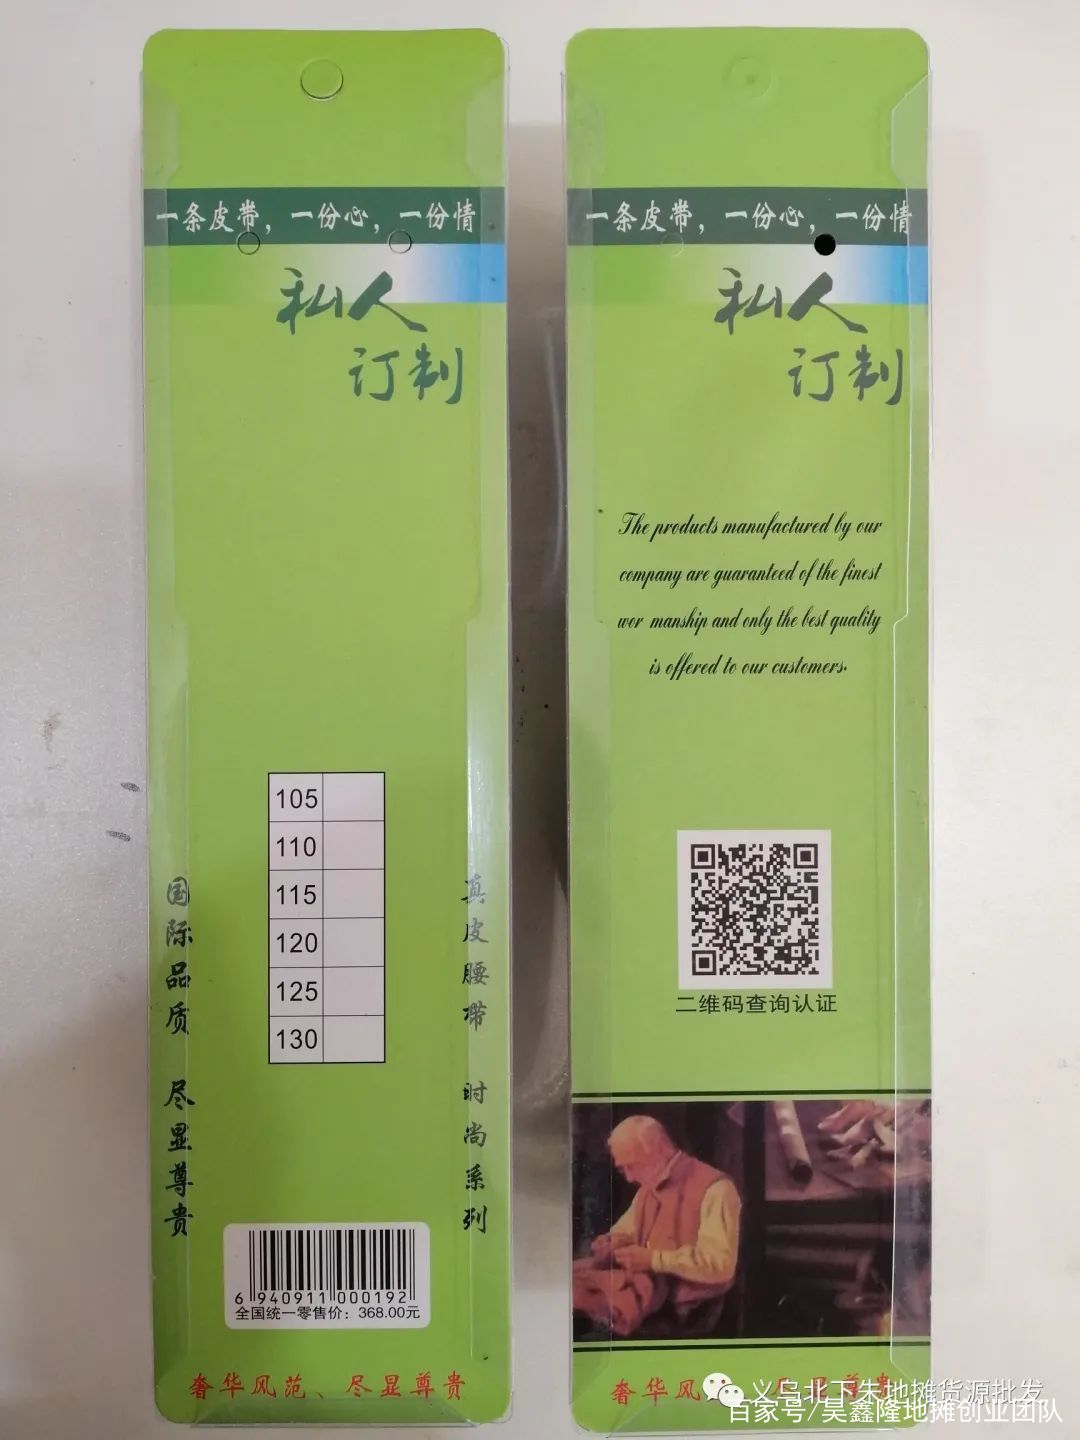 一条皮带，一份心，一份情
私人
订制
105
110
115
120
125
130
国际品质 尽显尊贵
真皮腰带 时尚系列
6 940911 000192
全国统一零售价：368.00元
奢华风范、尽显尊贵
一条皮带，一份心，一份情
私人
订制
The products manufactured by our
company are guaranteed of the finest
wor manship and only the best quality
is offered to our customers.
二维码查询认证
奢华风
义乌北下朱地摊货源批发
百家号/昊鑫隆地摊创业团队